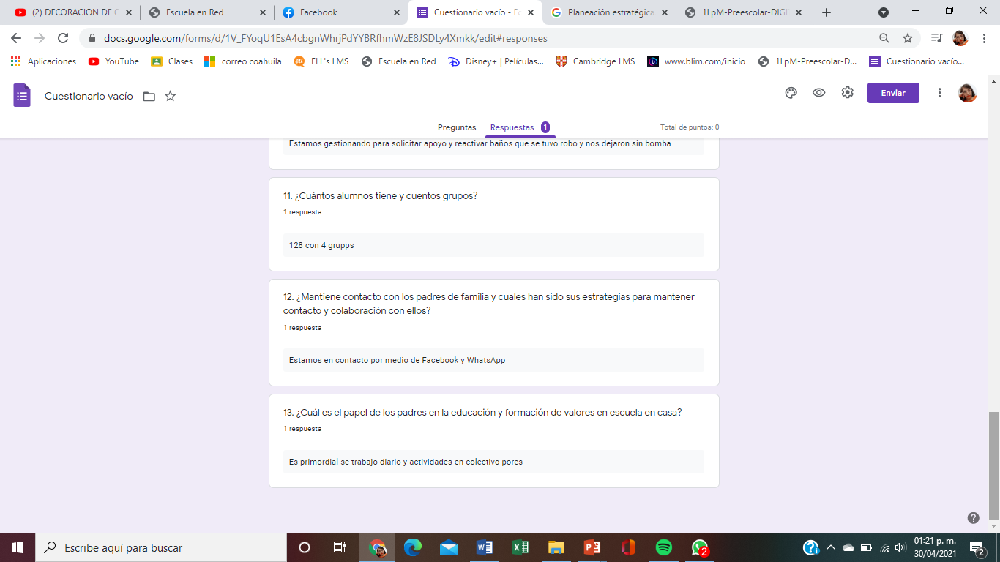 (2) DECORACION DE C
Escuela en Red
Facebook
Cuestionario vacío - Fo
Planeación estratégica
1LpM-Preescolar-DIGI
docs.google.com/forms/d/1V_FYoqU1EsA4cbgnWhrjPdYYBRfhmWzE8JSDLy4Xmkk/edit#responses
Aplicaciones
YouTube
Clases
correo coahuila
ELL's LMS
Escuela en Red
Disney+ | Películas...
Cambridge LMS
www.blim.com/inicio
1LpM-Preescolar-D...
Cuestionario vacío...
Cuestionario vacío
Enviar
Preguntas
Respuestas 1
Total de puntos: 0
Estamos gestionando para solicitar apoyo y reactivar baños que se tuvo robo y nos dejaron sin bomba
11. ¿Cuántos alumnos tiene y cuentos grupos?
1 respuesta
128 con 4 grupps
12. ¿Mantiene contacto con los padres de familia y cuales han sido sus estrategias para mantener
contacto y colaboración con ellos?
1 respuesta
Estamos en contacto por medio de Facebook y WhatsApp
13. ¿Cuál es el papel de los padres en la educación y formación de valores en escuela en casa?
1 respuesta
Es primordial se trabajo diario y actividades en colectivo pores
Escribe aquí para buscar
2
01:21 p. m.
30/04/2021
2